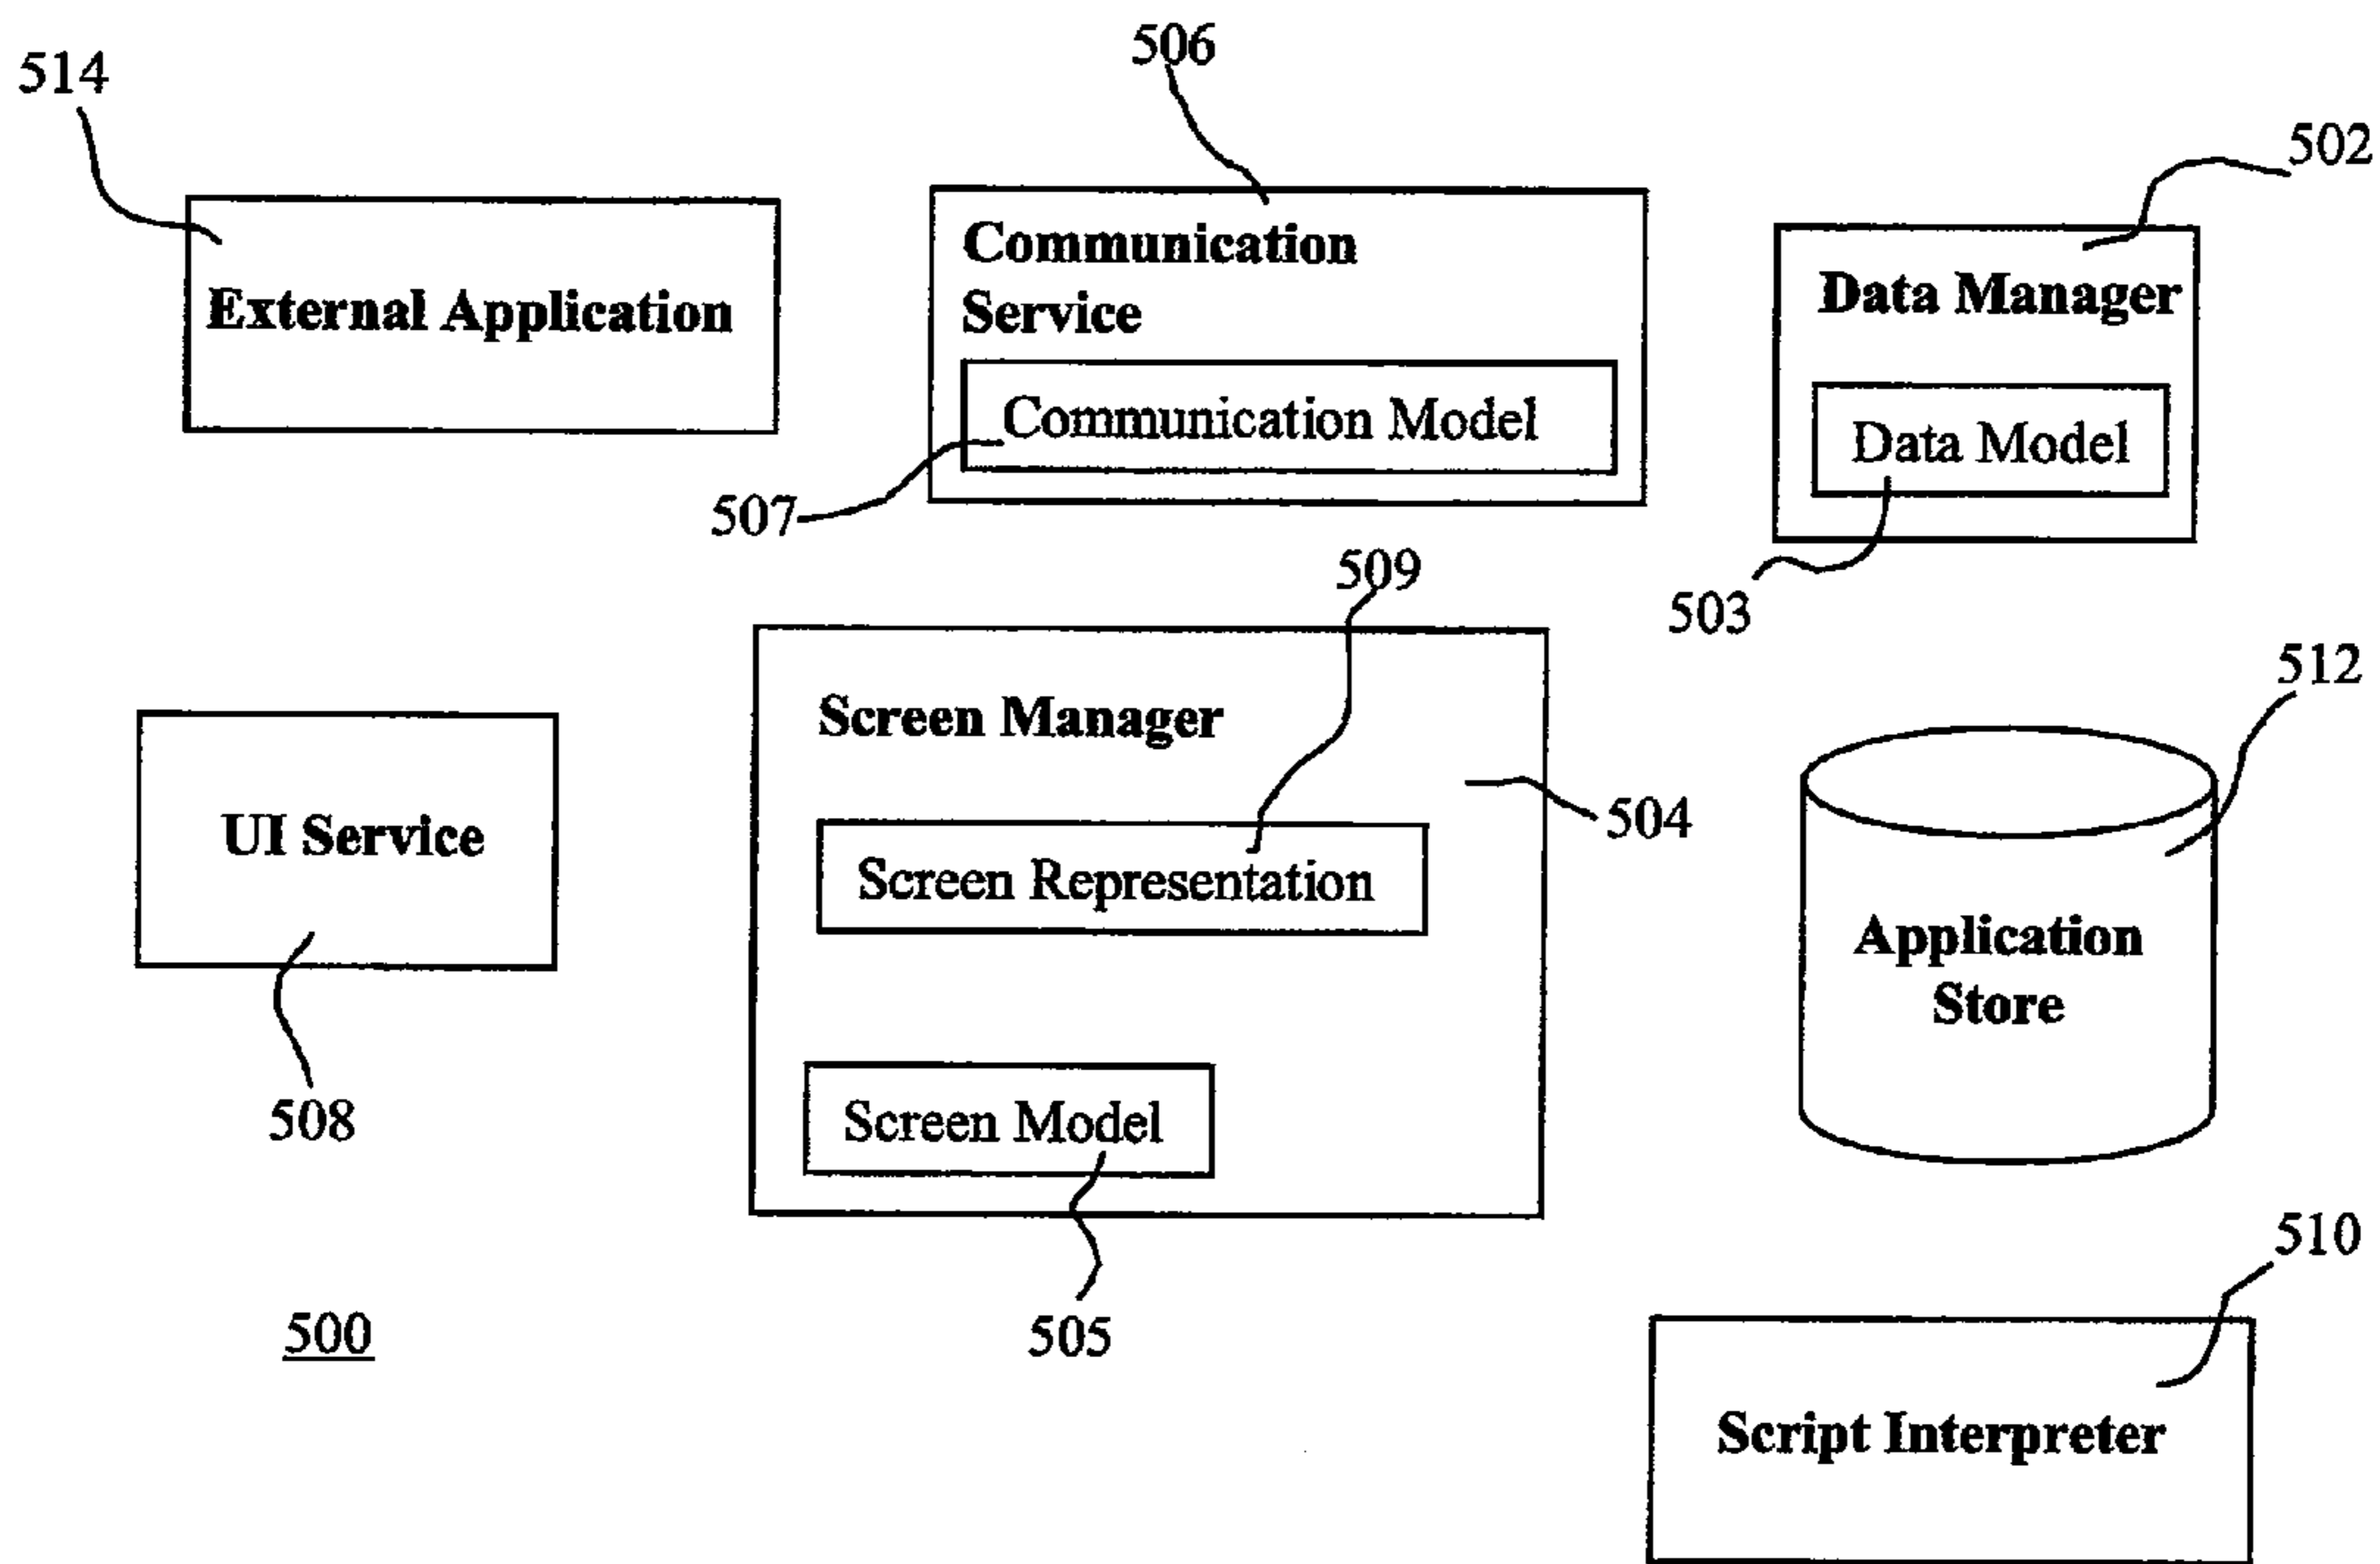 506
514
502
Communication
Service
External Application
Data Manager
Communication Model
Data Model
507
509
503
512
Screen Manager
504
UI Service
Screen Representation
Application
Store
508
Screen Model
510
500
505
Script Interpreter